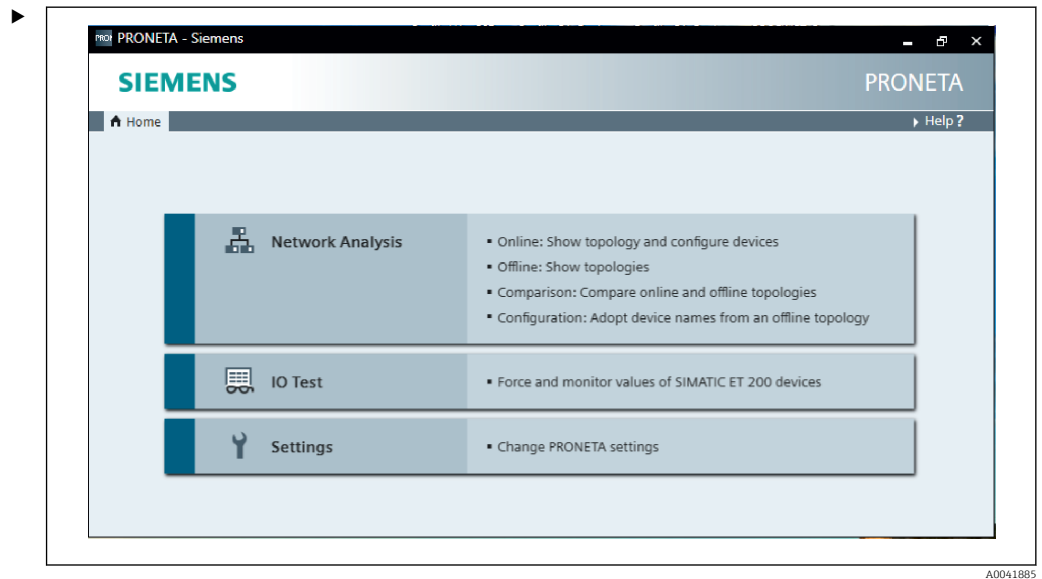 PRONETA - Siemens
SIEMENS
PRONETA
Home
Help ?
Network Analysis
▪ Online: Show topology and configure devices
▪ Offline: Show topologies
▪ Comparison: Compare online and offline topologies
▪ Configuration: Adopt device names from an offline topology
IO Test
▪ Force and monitor values of SIMATIC ET 200 devices
Settings
▪ Change PRONETA settings
A0041885